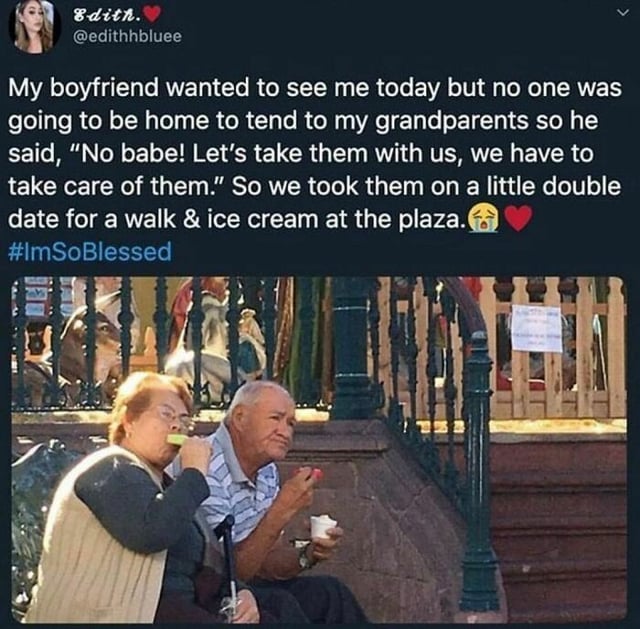 Edith.❤
@edithhbluee
My boyfriend wanted to see me today but no one was
going to be home to tend to my grandparents so he
said, "No babe! Let's take them with us, we have to
take care of them." So we took them on a little double
date for a walk & ice cream at the plaza.😭❤
#ImSoBlessed